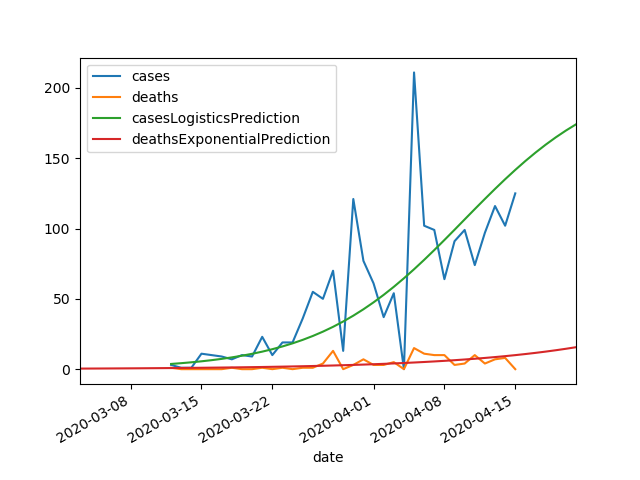 cases
deaths
casesLogisticsPrediction
deathsExponentialPrediction
200
150
100
50
0
2020-03-08
2020-03-15
2020-03-22
2020-04-01
2020-04-08
2020-04-15
date